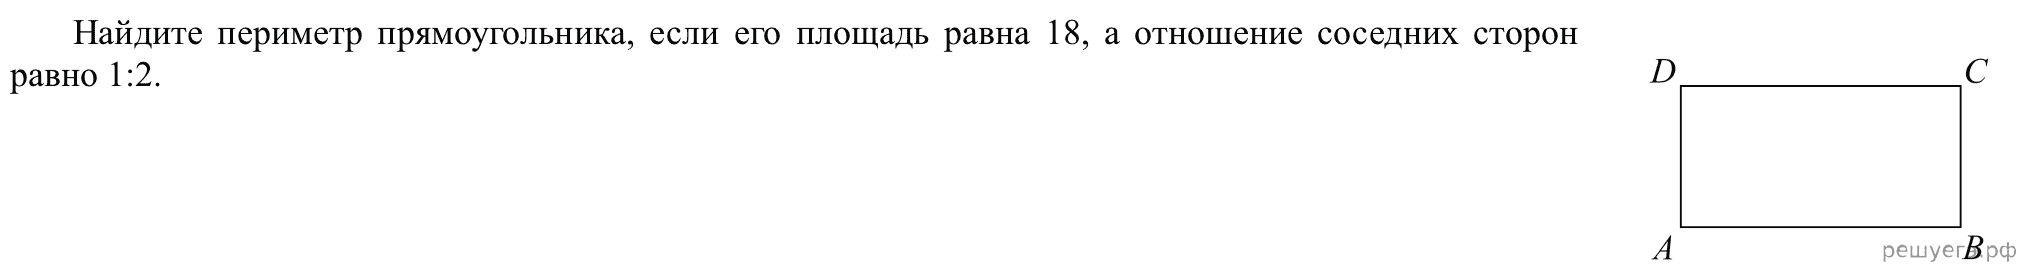 Найдите периметр прямоугольника, если его площадь равна 18, а отношение соседних сторон
равно 1:2.
D C
A B
решуегэ.рф